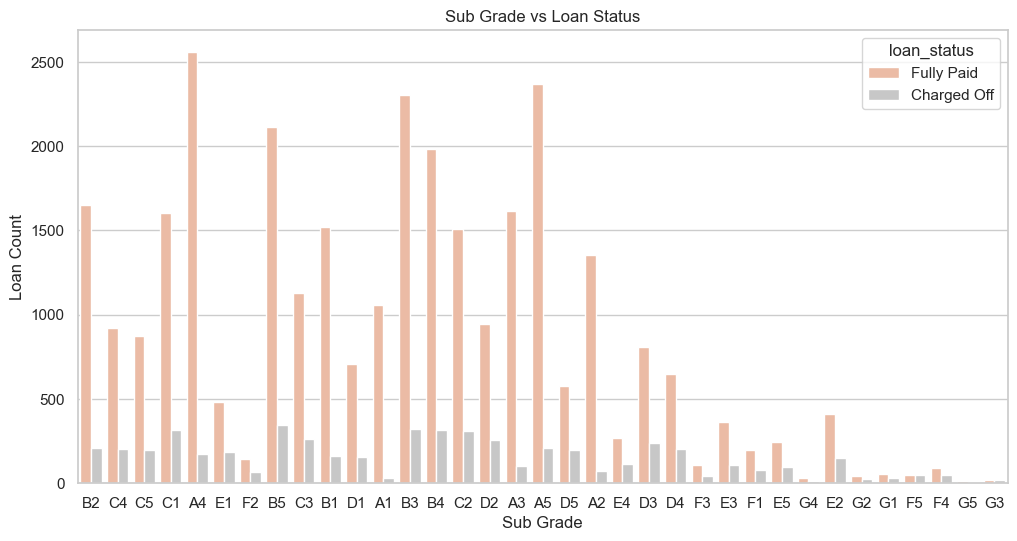 Sub Grade vs Loan Status
loan_status
Fully Paid
Charged Off
Loan Count
2500
2000
1500
1000
500
0
B2 C4 C5 C1 A4 E1 F2 B5 C3 B1 D1 A1 B3 B4 C2 D2 A3 A5 D5 A2 E4 D3 D4 F3 E3 F1 E5 G4 E2 G2 G1 F5 F4 G5 G3
Sub Grade